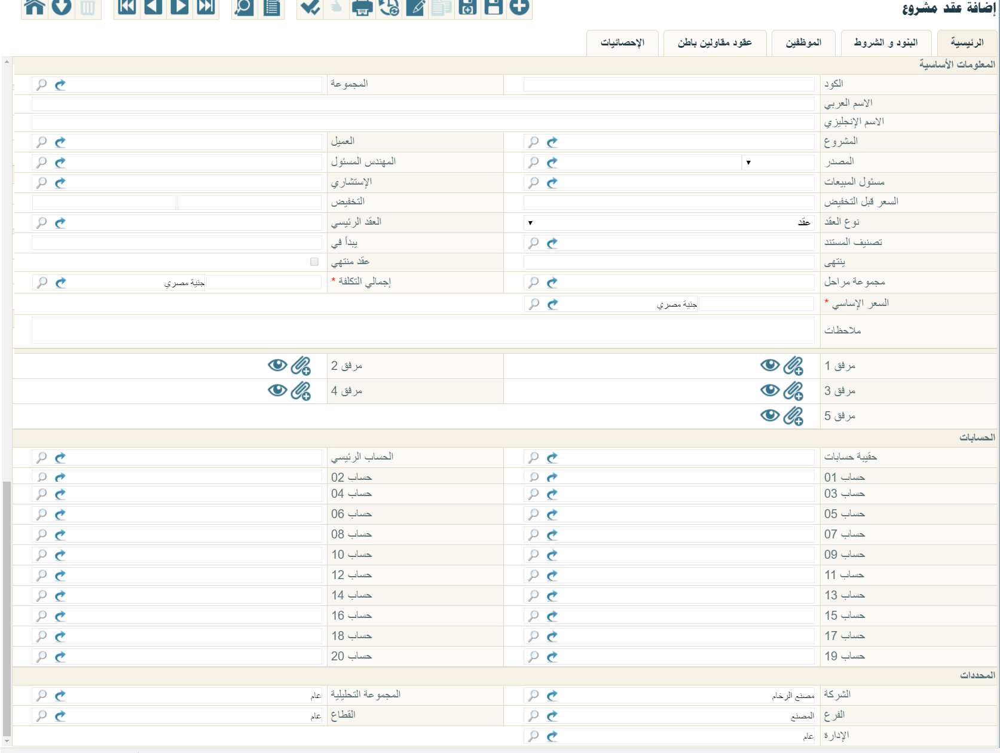 إضافة عقد مشروع
الرئيسية البنود و الشروط الموظفين عقود مقاولين باطن الإحصائيات
المعلومات الأساسية
الكود المجموعة
الاسم العربي
الاسم الإنجليزي
المشروع العميل
المصدر المهندس المسئول
مسئول المبيعات الإستشاري
السعر قبل التخفيض التخفيض
نوع العقد عقد العقد الرئيسي
تصنيف المستند يبدأ في
ينتهى عقد منتهي
مجموعة مراحل إجمالي التكلفة * جنية مصري
السعر الإساسي * جنية مصري
ملاحظات
مرفق 1 مرفق 2
مرفق 3 مرفق 4
مرفق 5
الحسابات
حقيبة حسابات الحساب الرئيسي
حساب 01 حساب 02
حساب 03 حساب 04
حساب 05 حساب 06
حساب 07 حساب 08
حساب 09 حساب 10
حساب 11 حساب 12
حساب 13 حساب 14
حساب 15 حساب 16
حساب 17 حساب 18
حساب 19 حساب 20
المحددات
الشركة مصنع الرخام المجموعة التحليلية عام
الفرع المصنع القطاع عام
الإدارة عام